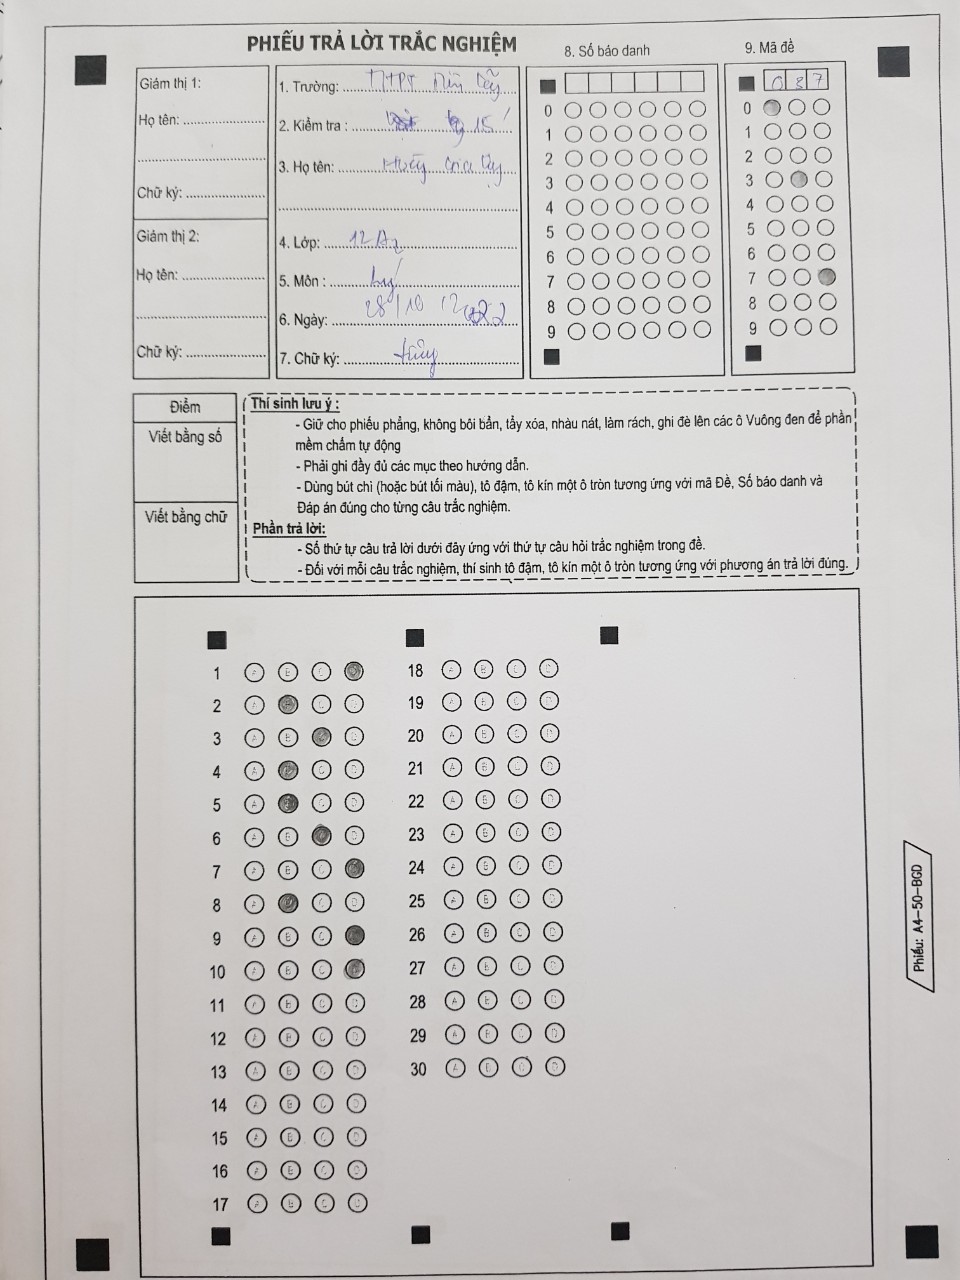 PHIẾU TRẢ LỜI TRẮC NGHIỆM
8. Số báo danh
9. Mã đề
Giám thị 1:
Họ tên:
Chữ ký:
Giám thị 2:
Họ tên:
Chữ ký:
1. Trường: THPT
2. Kiểm tra : 15'
3. Họ tên:
4. Lớp: 12A2
5. Môn : Lý
6. Ngày: 28/10
7. Chữ ký:
0
1
2
3
4
5
6
7
8
9
0 3 7
0
1
2
3
4
5
6
7
8
9
Điểm
Viết bằng số
Viết bằng chữ
Thí sinh lưu ý :
- Giữ cho phiếu phẳng, không bôi bẩn, tẩy xóa, nhàu nát, làm rách, ghi đè lên các ô Vuông đen để phần
mềm chấm tự động
- Phải ghi đầy đủ các mục theo hướng dẫn.
- Dùng bút chì (hoặc bút tối màu), tô đậm, tô kín một ô tròn tương ứng với mã Đề, Số báo danh và
Đáp án đúng cho từng câu trắc nghiệm.
Phần trả lời:
- Số thứ tự câu trả lời dưới đây ứng với thứ tự câu hỏi trắc nghiệm trong đề.
- Đối với mỗi câu trắc nghiệm, thí sinh tô đậm, tô kín một ô tròn tương ứng với phương án trả lời đúng.
1 A B C
2 A C D
3 A B D
4 A C D
5 A C D
6 A B D
7 A B C
8 A C D
9 A B C
10 A B C
11 A B C D
12 A B C D
13 A B C D
14 A B C D
15 A B C D
16 A B C D
17 A B C D
18 A B C D
19 A B C D
20 A B C D
21 A B C D
22 A B C D
23 A B C D
24 A B C D
25 A B C D
26 A B C D
27 A B C D
28 A B C D
29 A B C D
30 A B C D
Phiếu: A4-50-BGD